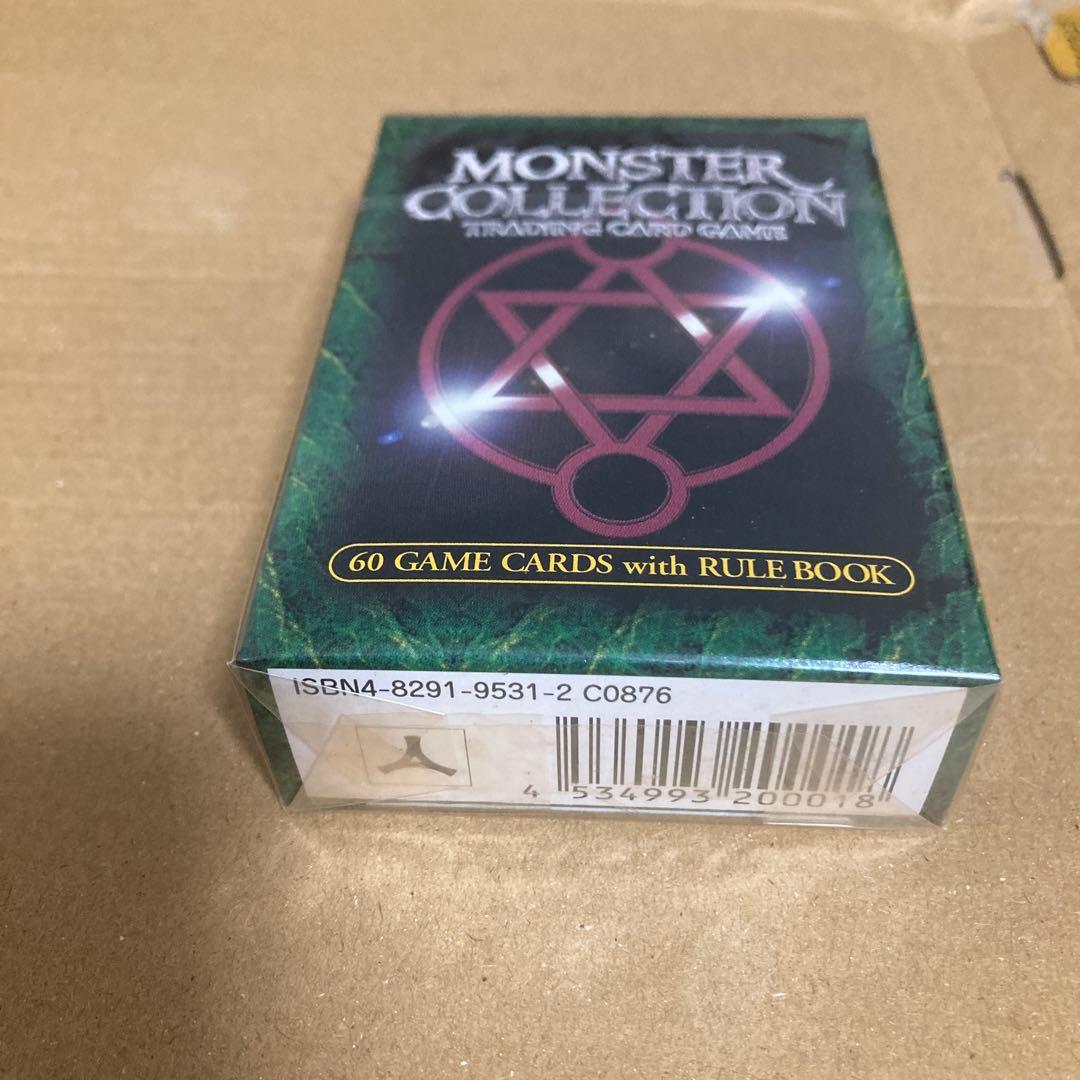 MONSTER
COLLECTION
TRADING CARD GAME
60 GAME CARDS with RULE BOOK
ISBN4-8291-9531-2 C0876
4 534993 200018